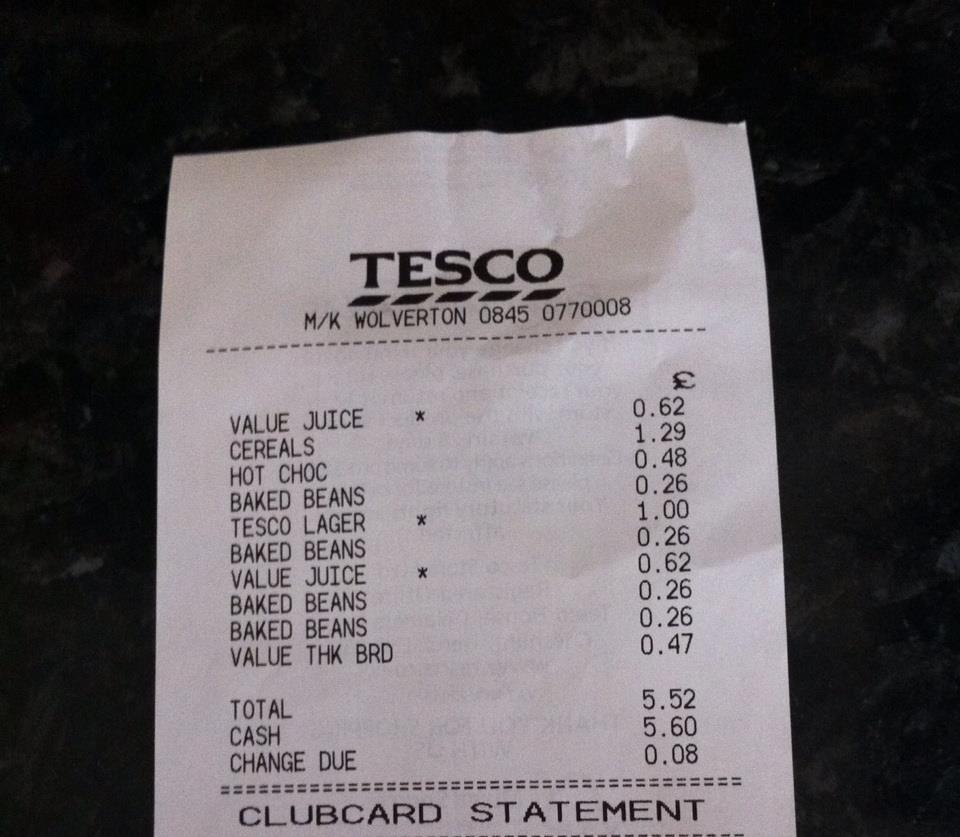 TESCO
M/K WOLVERTON 0845 0770008
£
VALUE JUICE * 0.62
CEREALS 1.29
HOT CHOC 0.48
BAKED BEANS 0.26
TESCO LAGER * 1.00
BAKED BEANS 0.26
VALUE JUICE * 0.62
BAKED BEANS 0.26
BAKED BEANS 0.26
VALUE THK BRD 0.47
TOTAL 5.52
CASH 5.60
CHANGE DUE 0.08
CLUBCARD STATEMENT